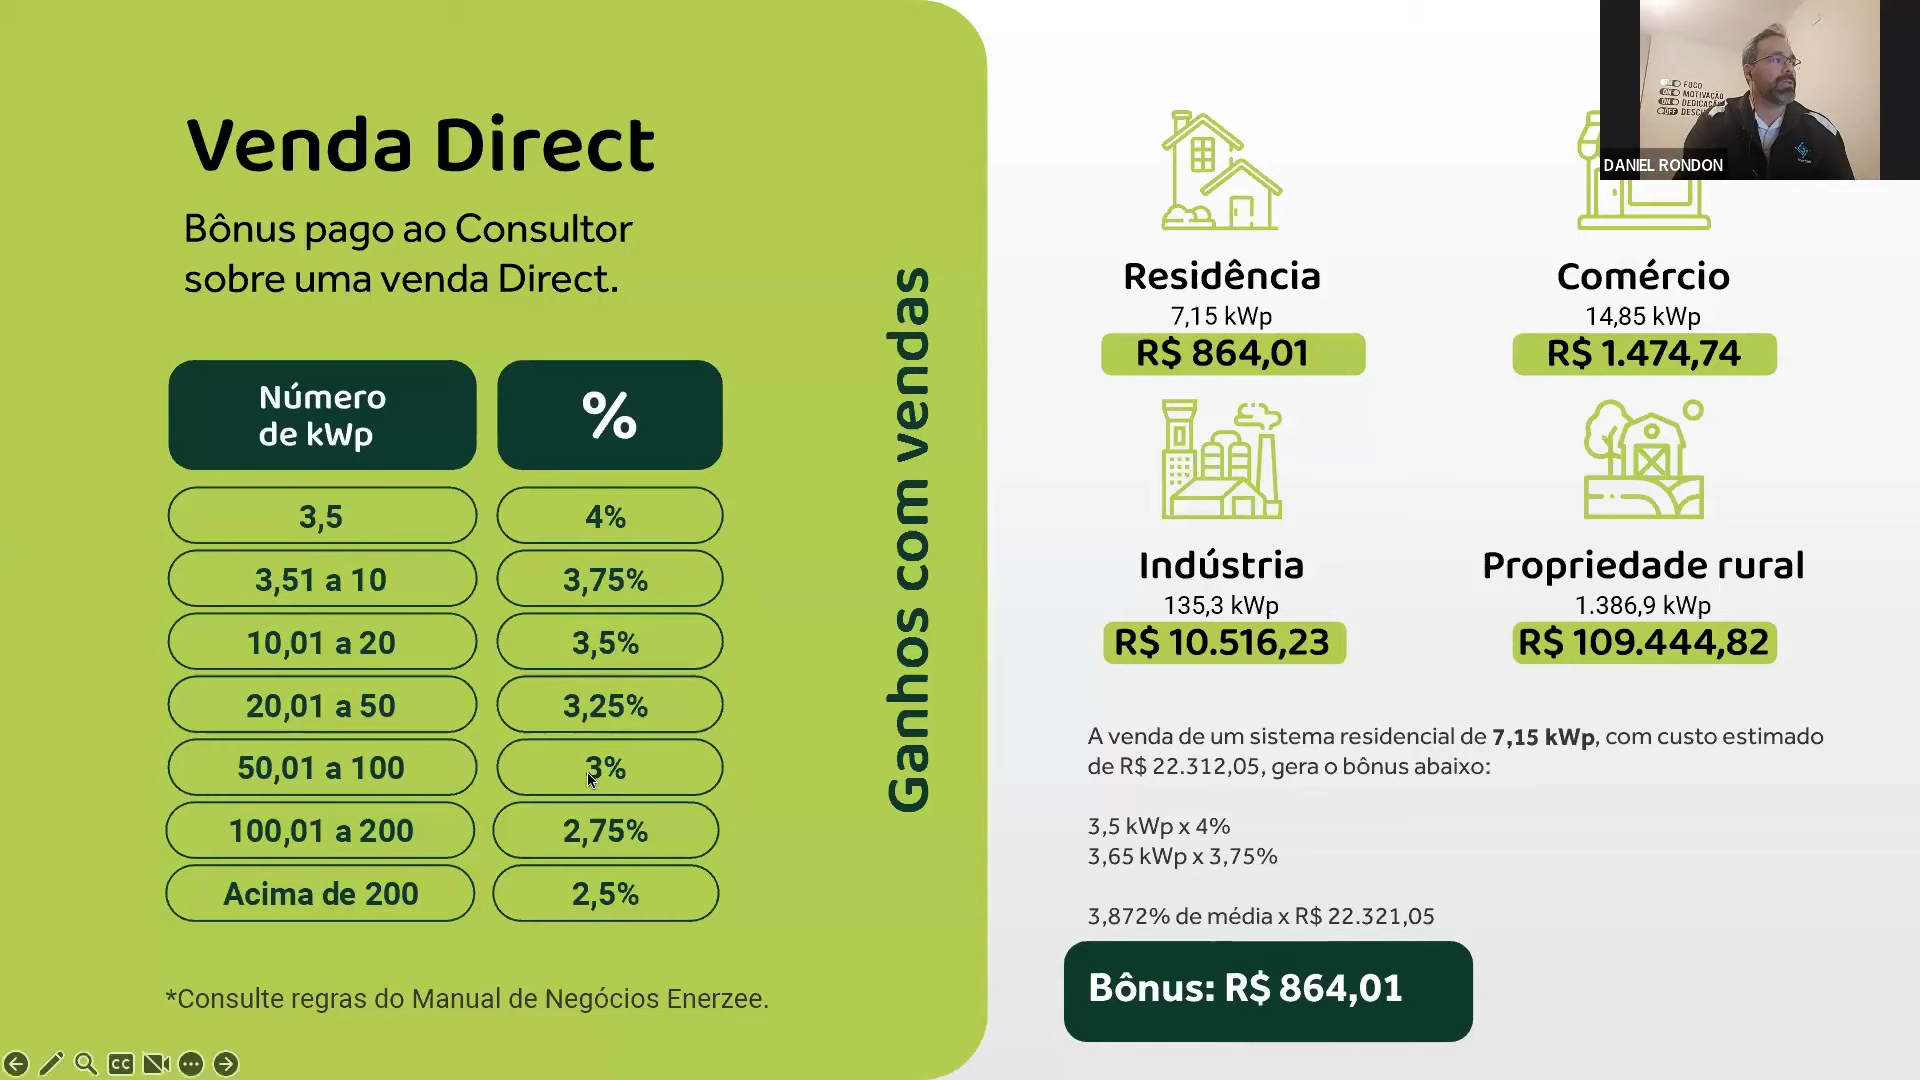 Venda Direct
Bônus pago ao Consultor
sobre uma venda Direct.
Número
de kWp
%
3,5
4%
3,51 a 10
3,75%
10,01 a 20
3,5%
20,01 a 50
3,25%
50,01 a 100
3%
100,01 a 200
2,75%
Acima de 200
2,5%
*Consulte regras do Manual de Negócios Enerzee.
Ganhos com vendas
Residência
7,15 kWp
R$ 864,01
Comércio
14,85 kWp
R$ 1.474,74
Indústria
135,3 kWp
R$ 10.516,23
Propriedade rural
1.386,9 kWp
R$ 109.444,82
A venda de um sistema residencial de 7,15 kWp, com custo estimado
de R$ 22.312,05, gera o bônus abaixo:
3,5 kWp x 4%
3,65 kWp x 3,75%
3,872% de média x R$ 22.321,05
Bônus: R$ 864,01
FOCO
ON MOTIVAÇÃO
ON DEDICAÇÃO
OFF
DANIEL RONDON
CC